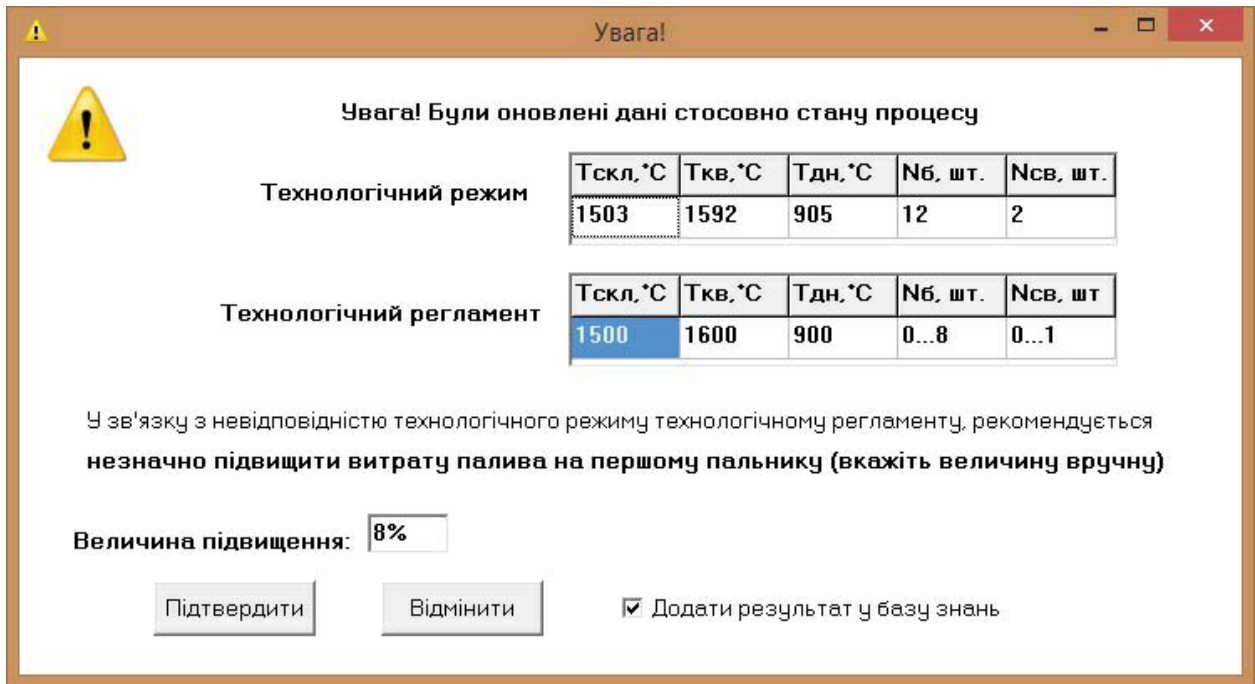 Увага!
Увага! Були оновлені дані стосовно стану процесу
Технологічний режим
Тскл,°C Ткв,°C Тдн,°C Nб, шт. Nсв, шт.
1503 1592 905 12 2
Технологічний регламент
Тскл,°C Ткв,°C Тдн,°C Nб, шт. Nсв, шт
1500 1600 900 0...8 0...1
У зв'язку з невідповідністю технологічного режиму технологічному регламенту, рекомендується
незначно підвищити витрату палива на першому пальнику (вкажіть величину вручну)
Величина підвищення: 8%
Підтвердити Відмінити Додати результат у базу знань